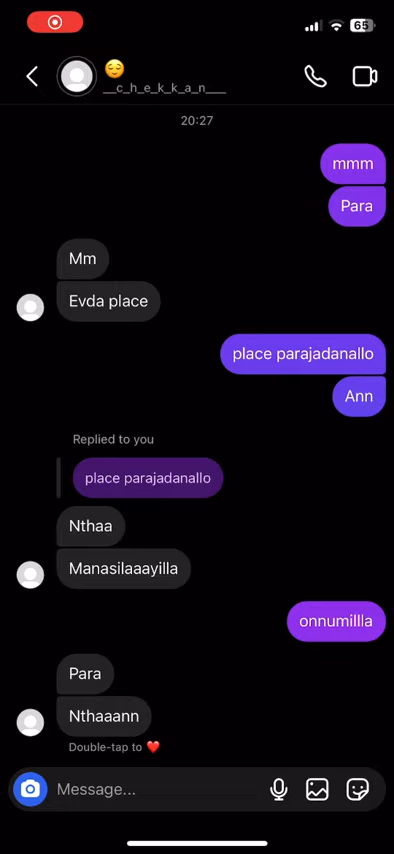 65
😌
__c_h_e_k_k_a_n___
20:27
mmm
Para
Mm
Evda place
place parajadanallo
Ann
Replied to you
place parajadanallo
Nthaa
Manasilaaayilla
onnumillla
Para
Nthaaann
Double-tap to ❤️
Message...